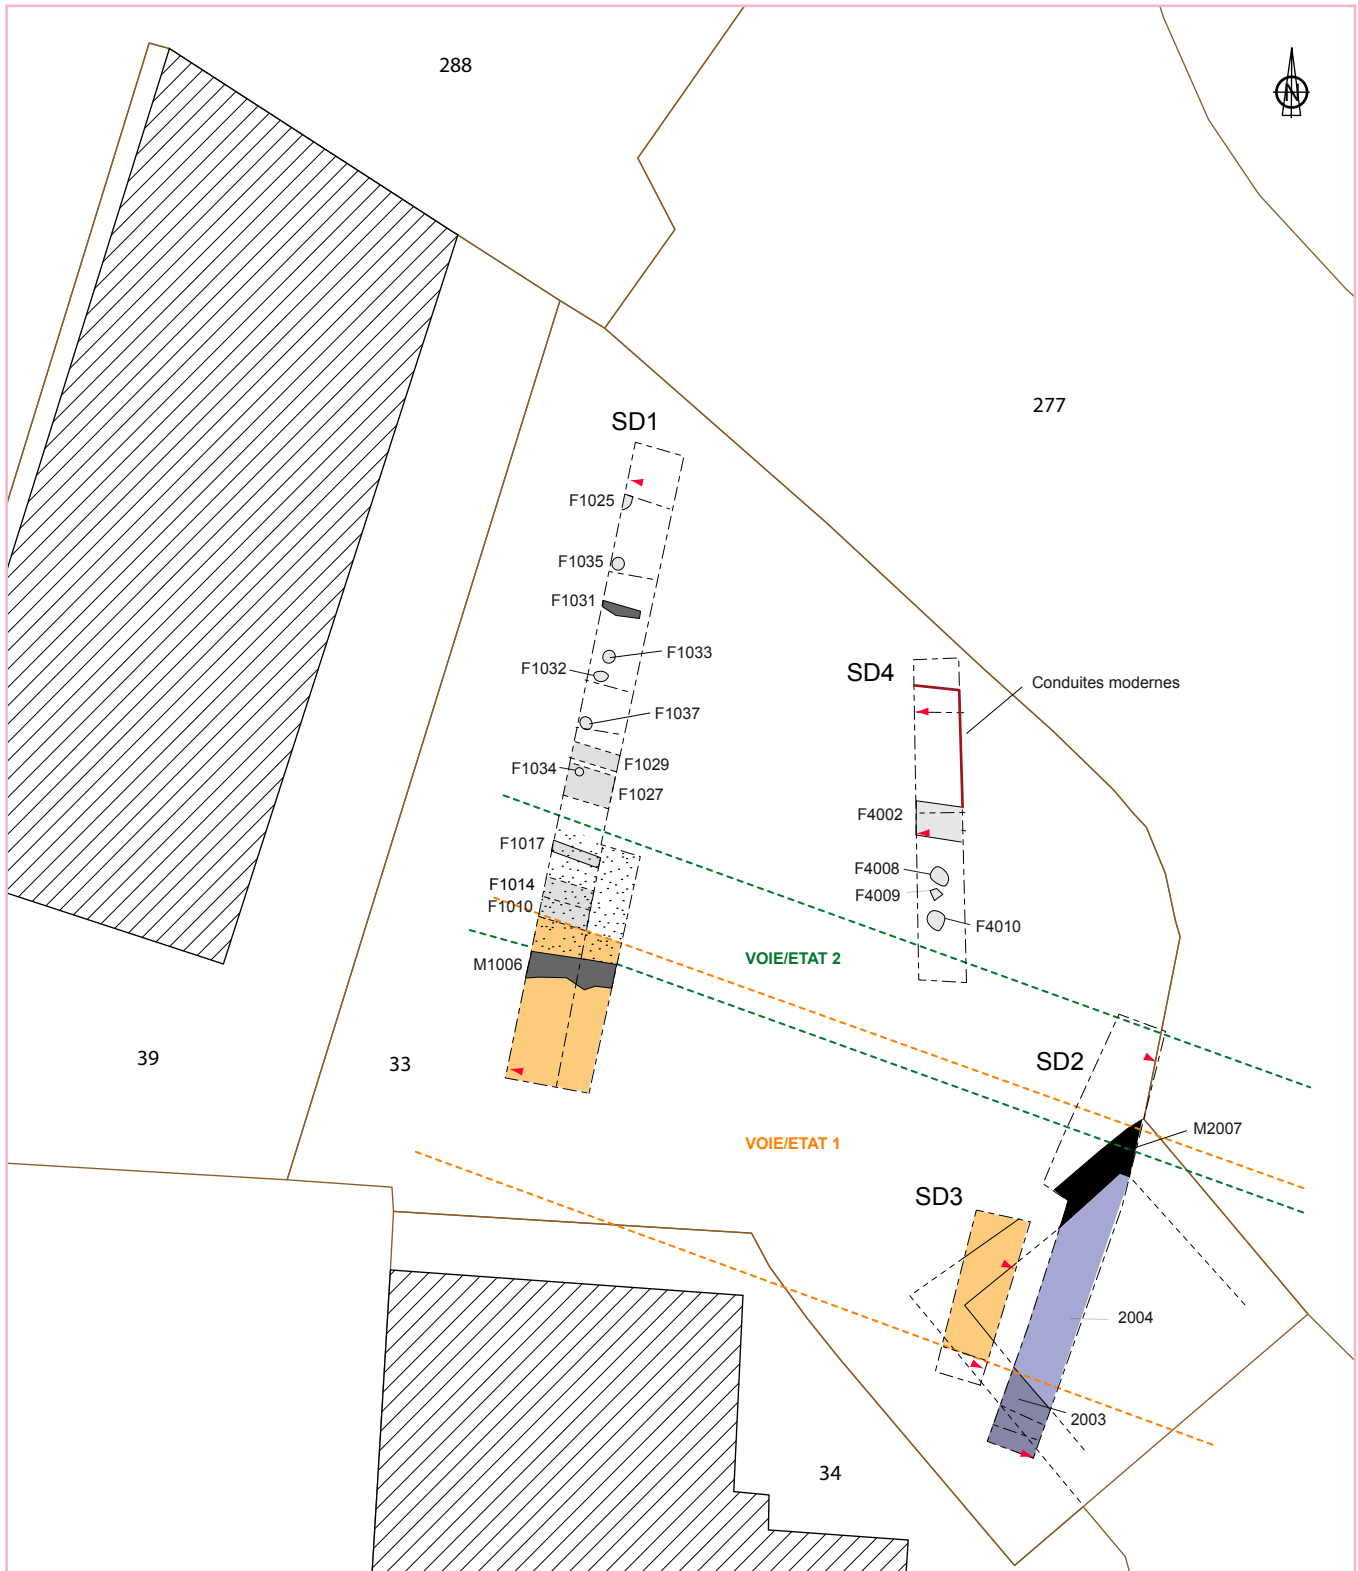 288
N
277
SD1
F1025
F1035
F1031
F1033
F1032
SD4
Conduites modernes
F1037
F1029
F1034
F1027
F4002
F1017
F4008
F1014
F4009
F1010
F4010
VOIE/ETAT 2
M1006
39
33
SD2
M2007
VOIE/ETAT 1
SD3
2004
2003
34